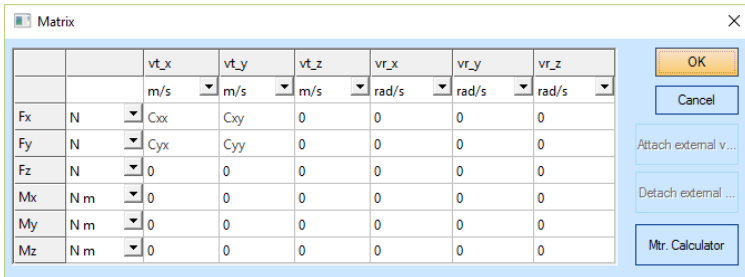 Matrix
vt_x vt_y vt_z vr_x vr_y vr_z
m/s m/s m/s rad/s rad/s rad/s
Fx N Cxx Cxy 0 0 0 0
Fy N Cyx Cyy 0 0 0 0
Fz N 0 0 0 0 0 0
Mx N m 0 0 0 0 0 0
My N m 0 0 0 0 0 0
Mz N m 0 0 0 0 0 0
OK
Cancel
Attach external v...
Detach external ...
Mtr. Calculator